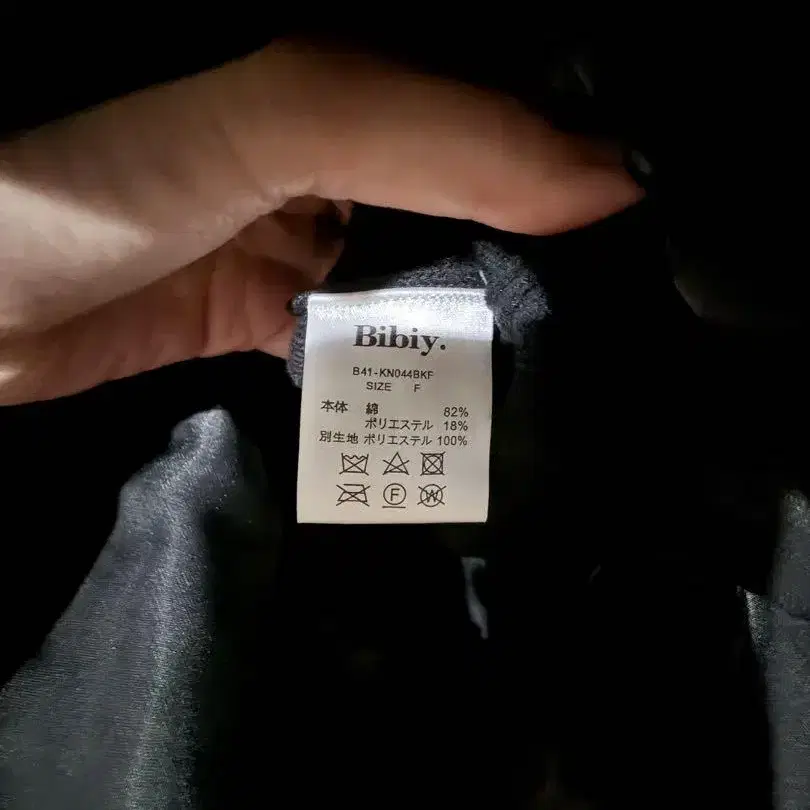 Bibiy.
B41-KN044BKF
SIZE F
本体 綿 82%
ポリエステル 18%
別生地 ポリエステル 100%
F W